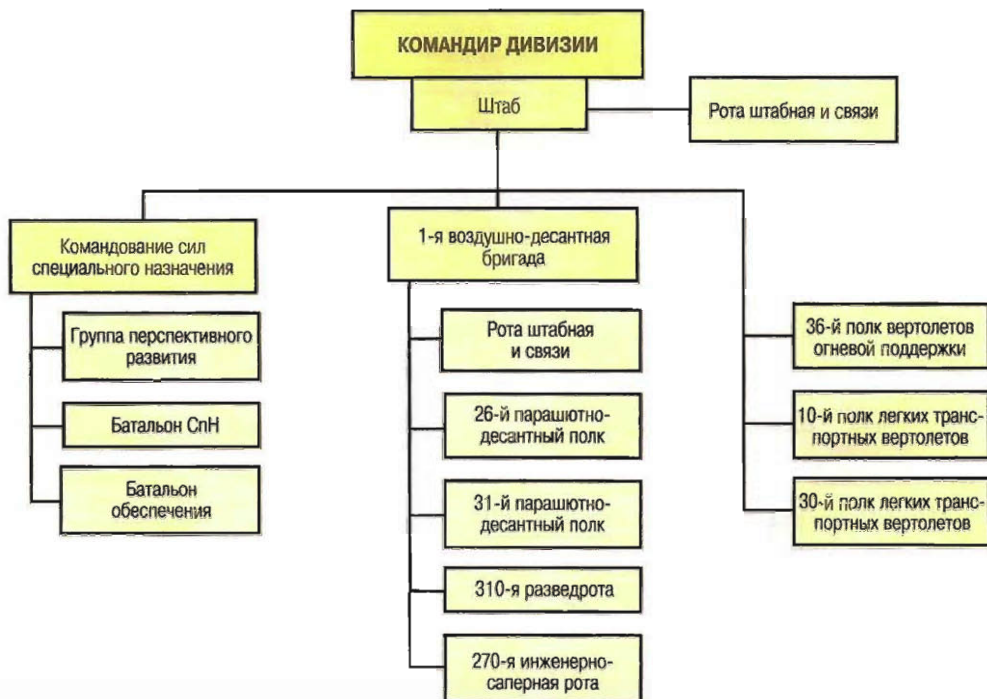 КОМАНДИР ДИВИЗИИ
Штаб
Рота штабная и связи
Командование сил
специального назначения
Группа перспективного
развития
Батальон СпН
Батальон
обеспечения
1-я воздушно-десантная
бригада
Рота штабная
и связи
26-й парашютно-
десантный полк
31-й парашютно-
десантный полк
310-я разведрота
270-я инженерно-
саперная рота
36-й полк вертолетов
огневой поддержки
10-й полк легких транс-
портных вертолетов
30-й полк легких транс-
портных вертолетов